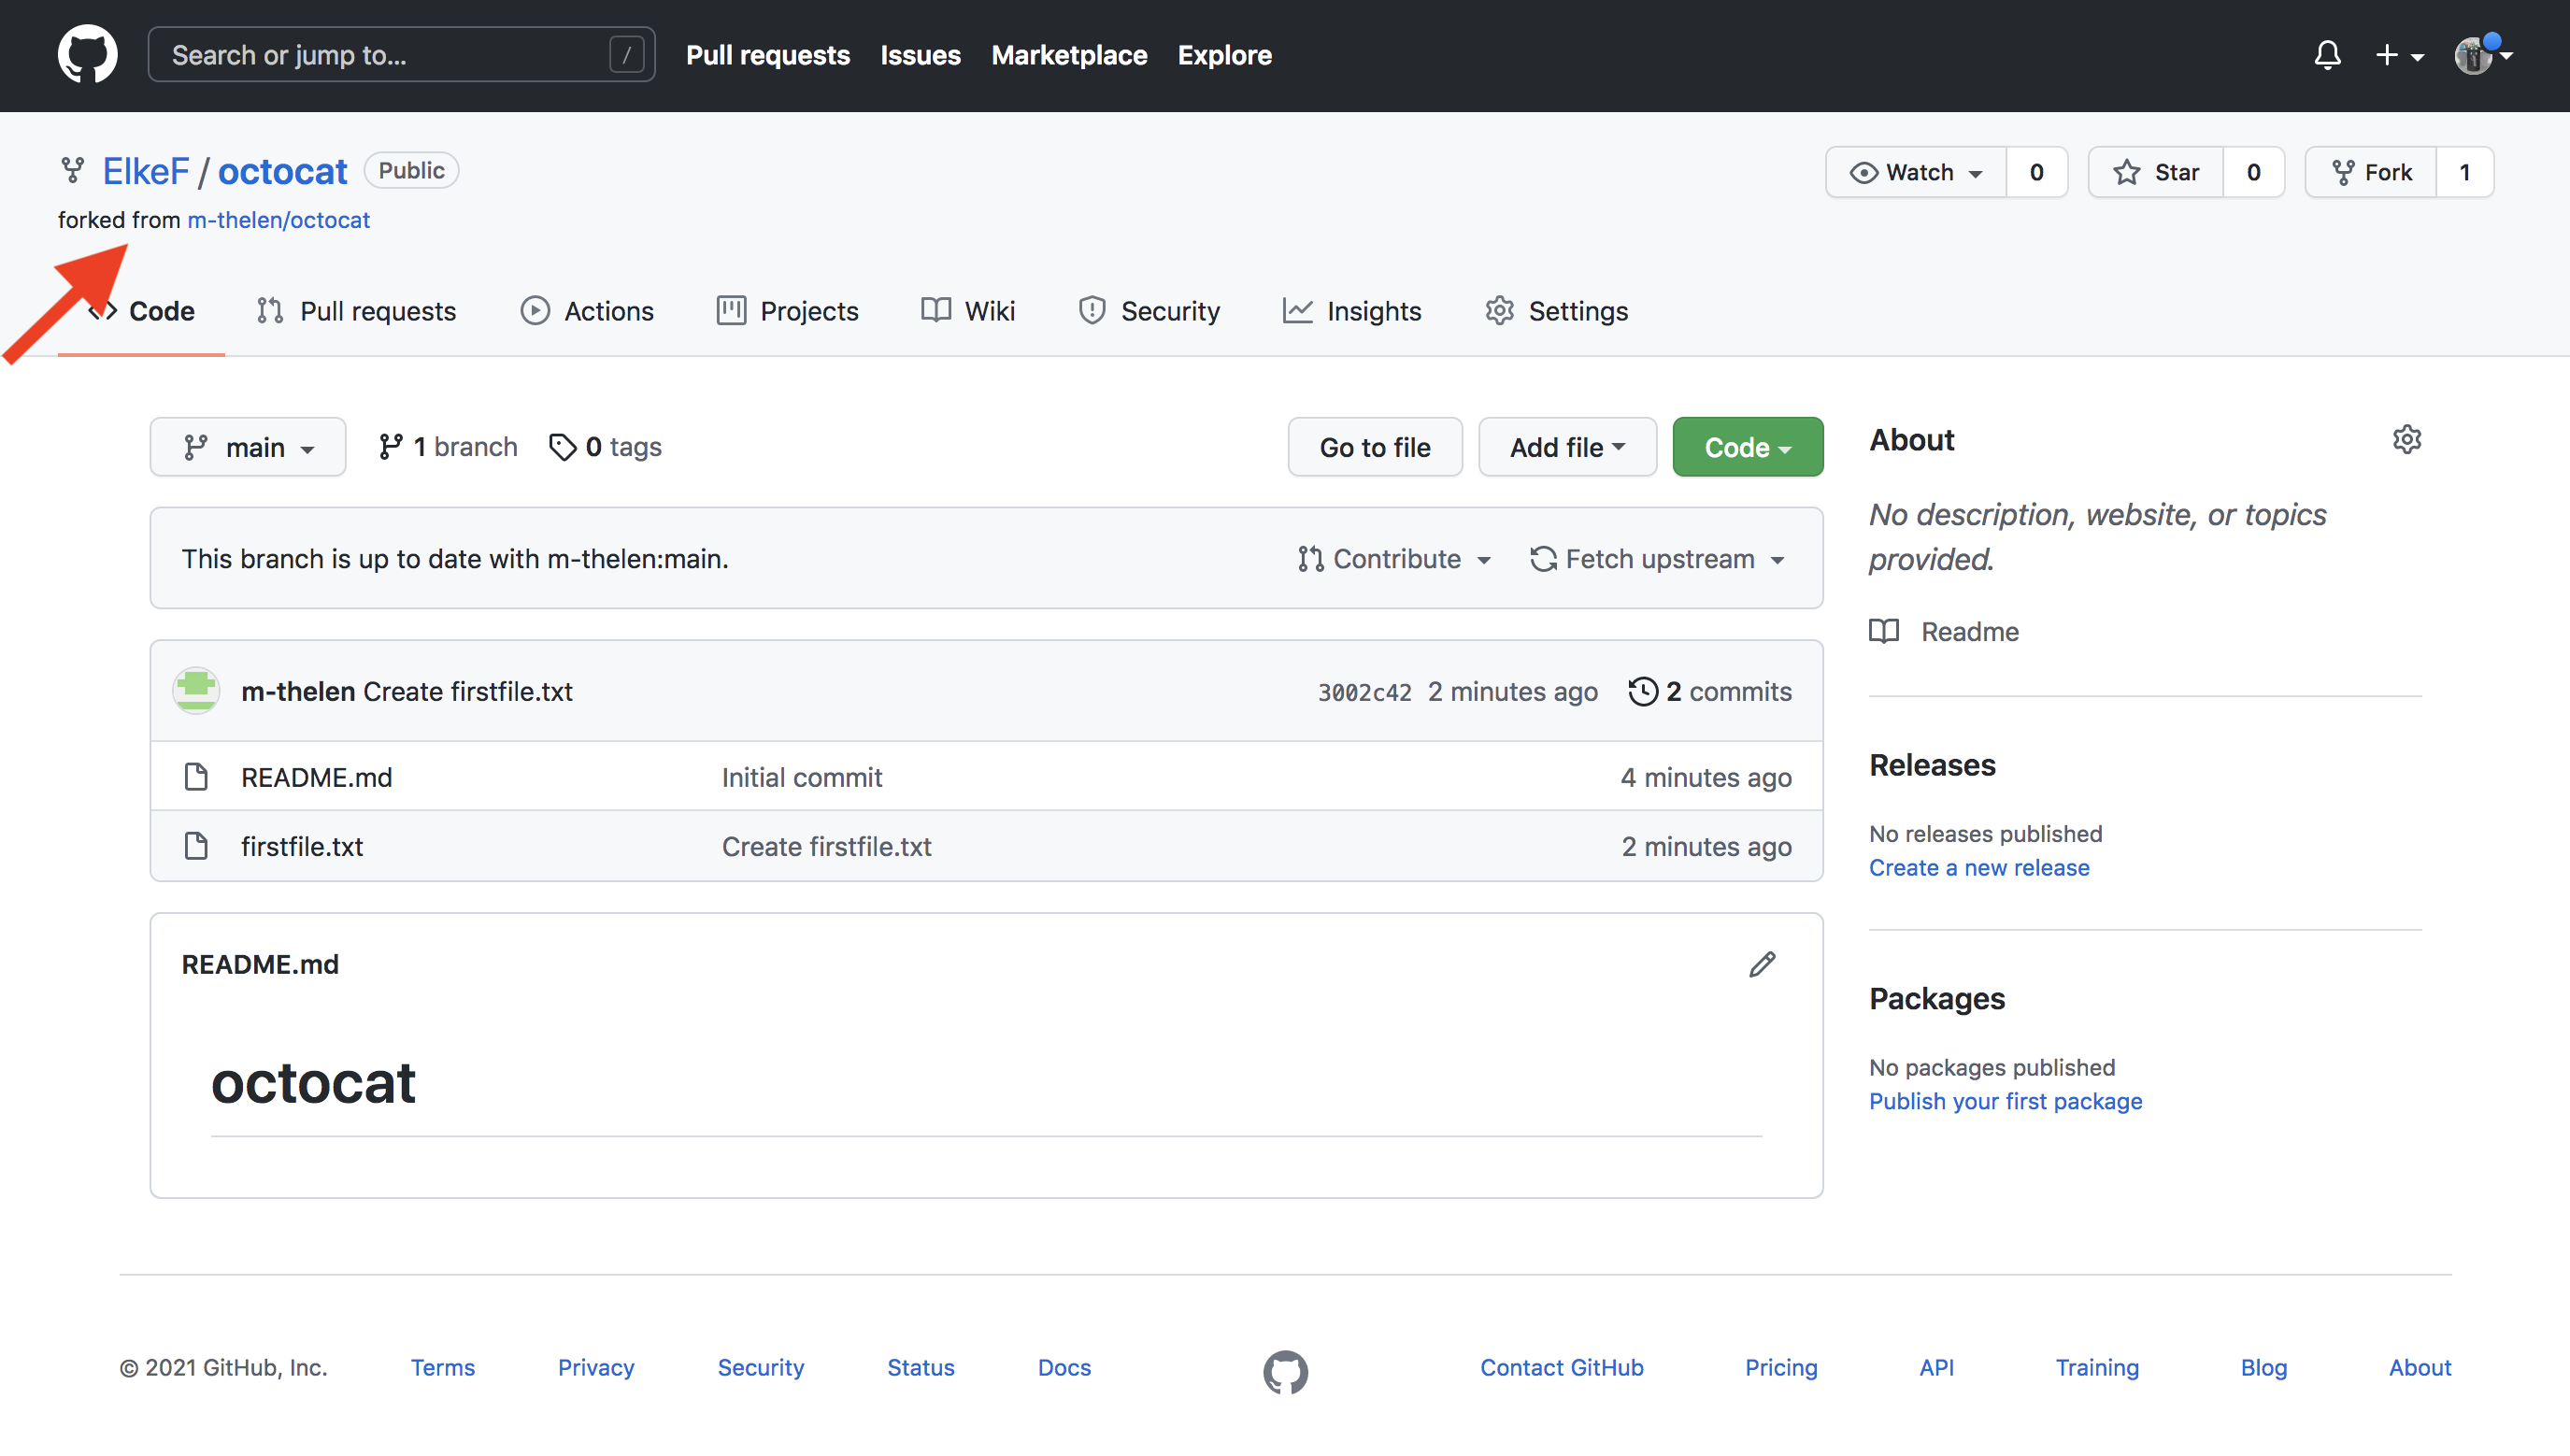 Search or jump to... / Pull requests Issues Marketplace Explore
ElkeF / octocat Public Watch 0 Star 0 Fork 1
forked from m-thelen/octocat
Code Pull requests Actions Projects Wiki Security Insights Settings
main 1 branch 0 tags Go to file Add file Code
This branch is up to date with m-thelen:main. Contribute Fetch upstream
m-thelen Create firstfile.txt 3002c42 2 minutes ago 2 commits
README.md Initial commit 4 minutes ago
firstfile.txt Create firstfile.txt 2 minutes ago
README.md
octocat
About
No description, website, or topics
provided.
Readme
Releases
No releases published
Create a new release
Packages
No packages published
Publish your first package
© 2021 GitHub, Inc. Terms Privacy Security Status Docs Contact GitHub Pricing API Training Blog About